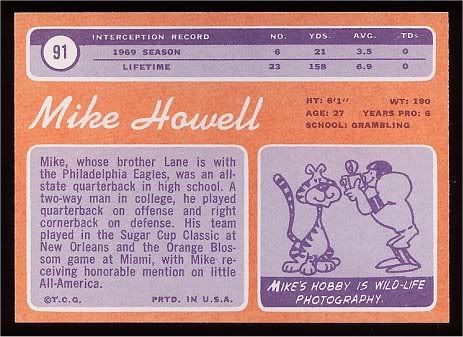 91
INTERCEPTION RECORD NO. YDS. AVG. TDs
1969 SEASON 6 21 3.5 0
LIFETIME 23 158 6.9 0
Mike Howell
HT: 6'1" WT: 190
AGE: 27 YEARS PRO: 6
SCHOOL: GRAMBLING
Mike, whose brother Lane is with
the Philadelphia Eagles, was an all-
state quarterback in high school. A
two-way man in college, he played
quarterback on offense and right
cornerback on defense. His team
played in the Sugar Cup Classic at
New Orleans and the Orange Blos-
som game at Miami, with Mike re-
ceiving honorable mention on little
All-America.
©T.C.G. PRTD. IN U.S.A.
MIKE'S HOBBY IS WILD-LIFE
PHOTOGRAPHY.